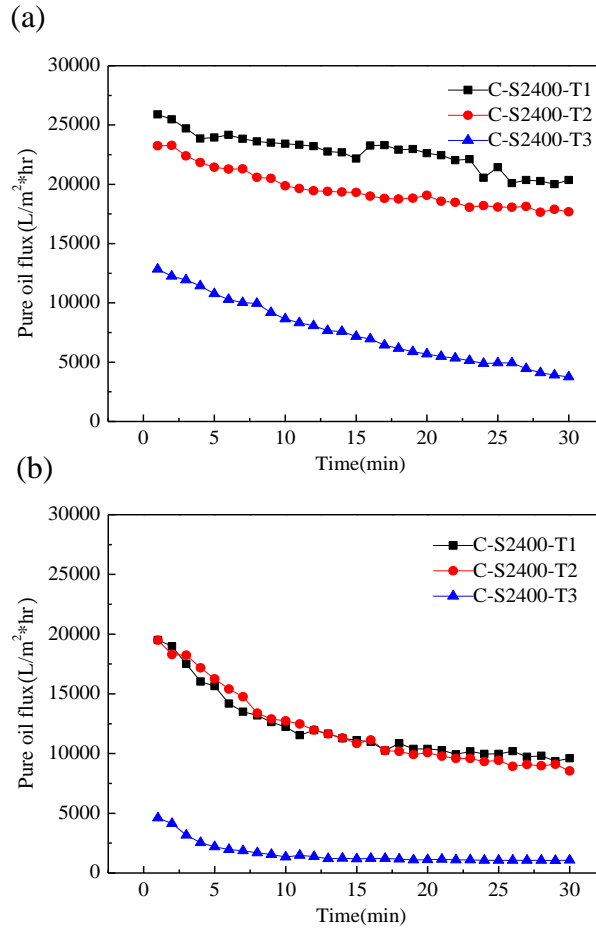 (a)
30000
25000
20000
15000
10000
5000
0
Pure oil flux(L/m²*hr)
C-S2400-T1
C-S2400-T2
C-S2400-T3
0 5 10 15 20 25 30
Time(min)
(b)
30000
25000
20000
15000
10000
5000
0
Pure oil flux(L/m²*hr)
C-S2400-T1
C-S2400-T2
C-S2400-T3
0 5 10 15 20 25 30
Time(min)